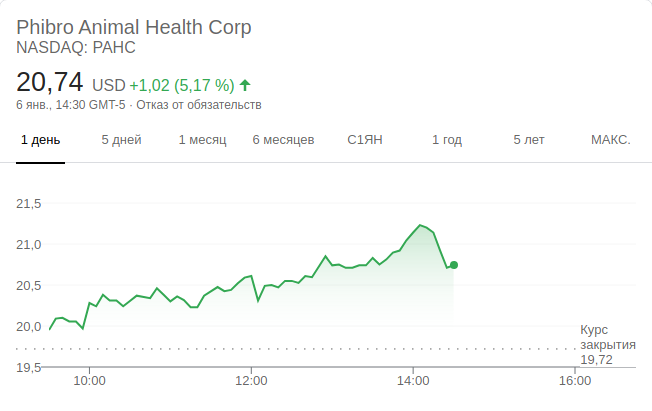 Phibro Animal Health Corp
NASDAQ: PAHC
20,74 USD +1,02 (5,17 %)
6 янв., 14:30 GMT-5 · Отказ от обязательств
1 день 5 дней 1 месяц 6 месяцев С1ЯН 1 год 5 лет МАКС.
21,5
21,0
20,5
20,0
19,5
Курс
закрытия
19,72
10:00 12:00 14:00 16:00